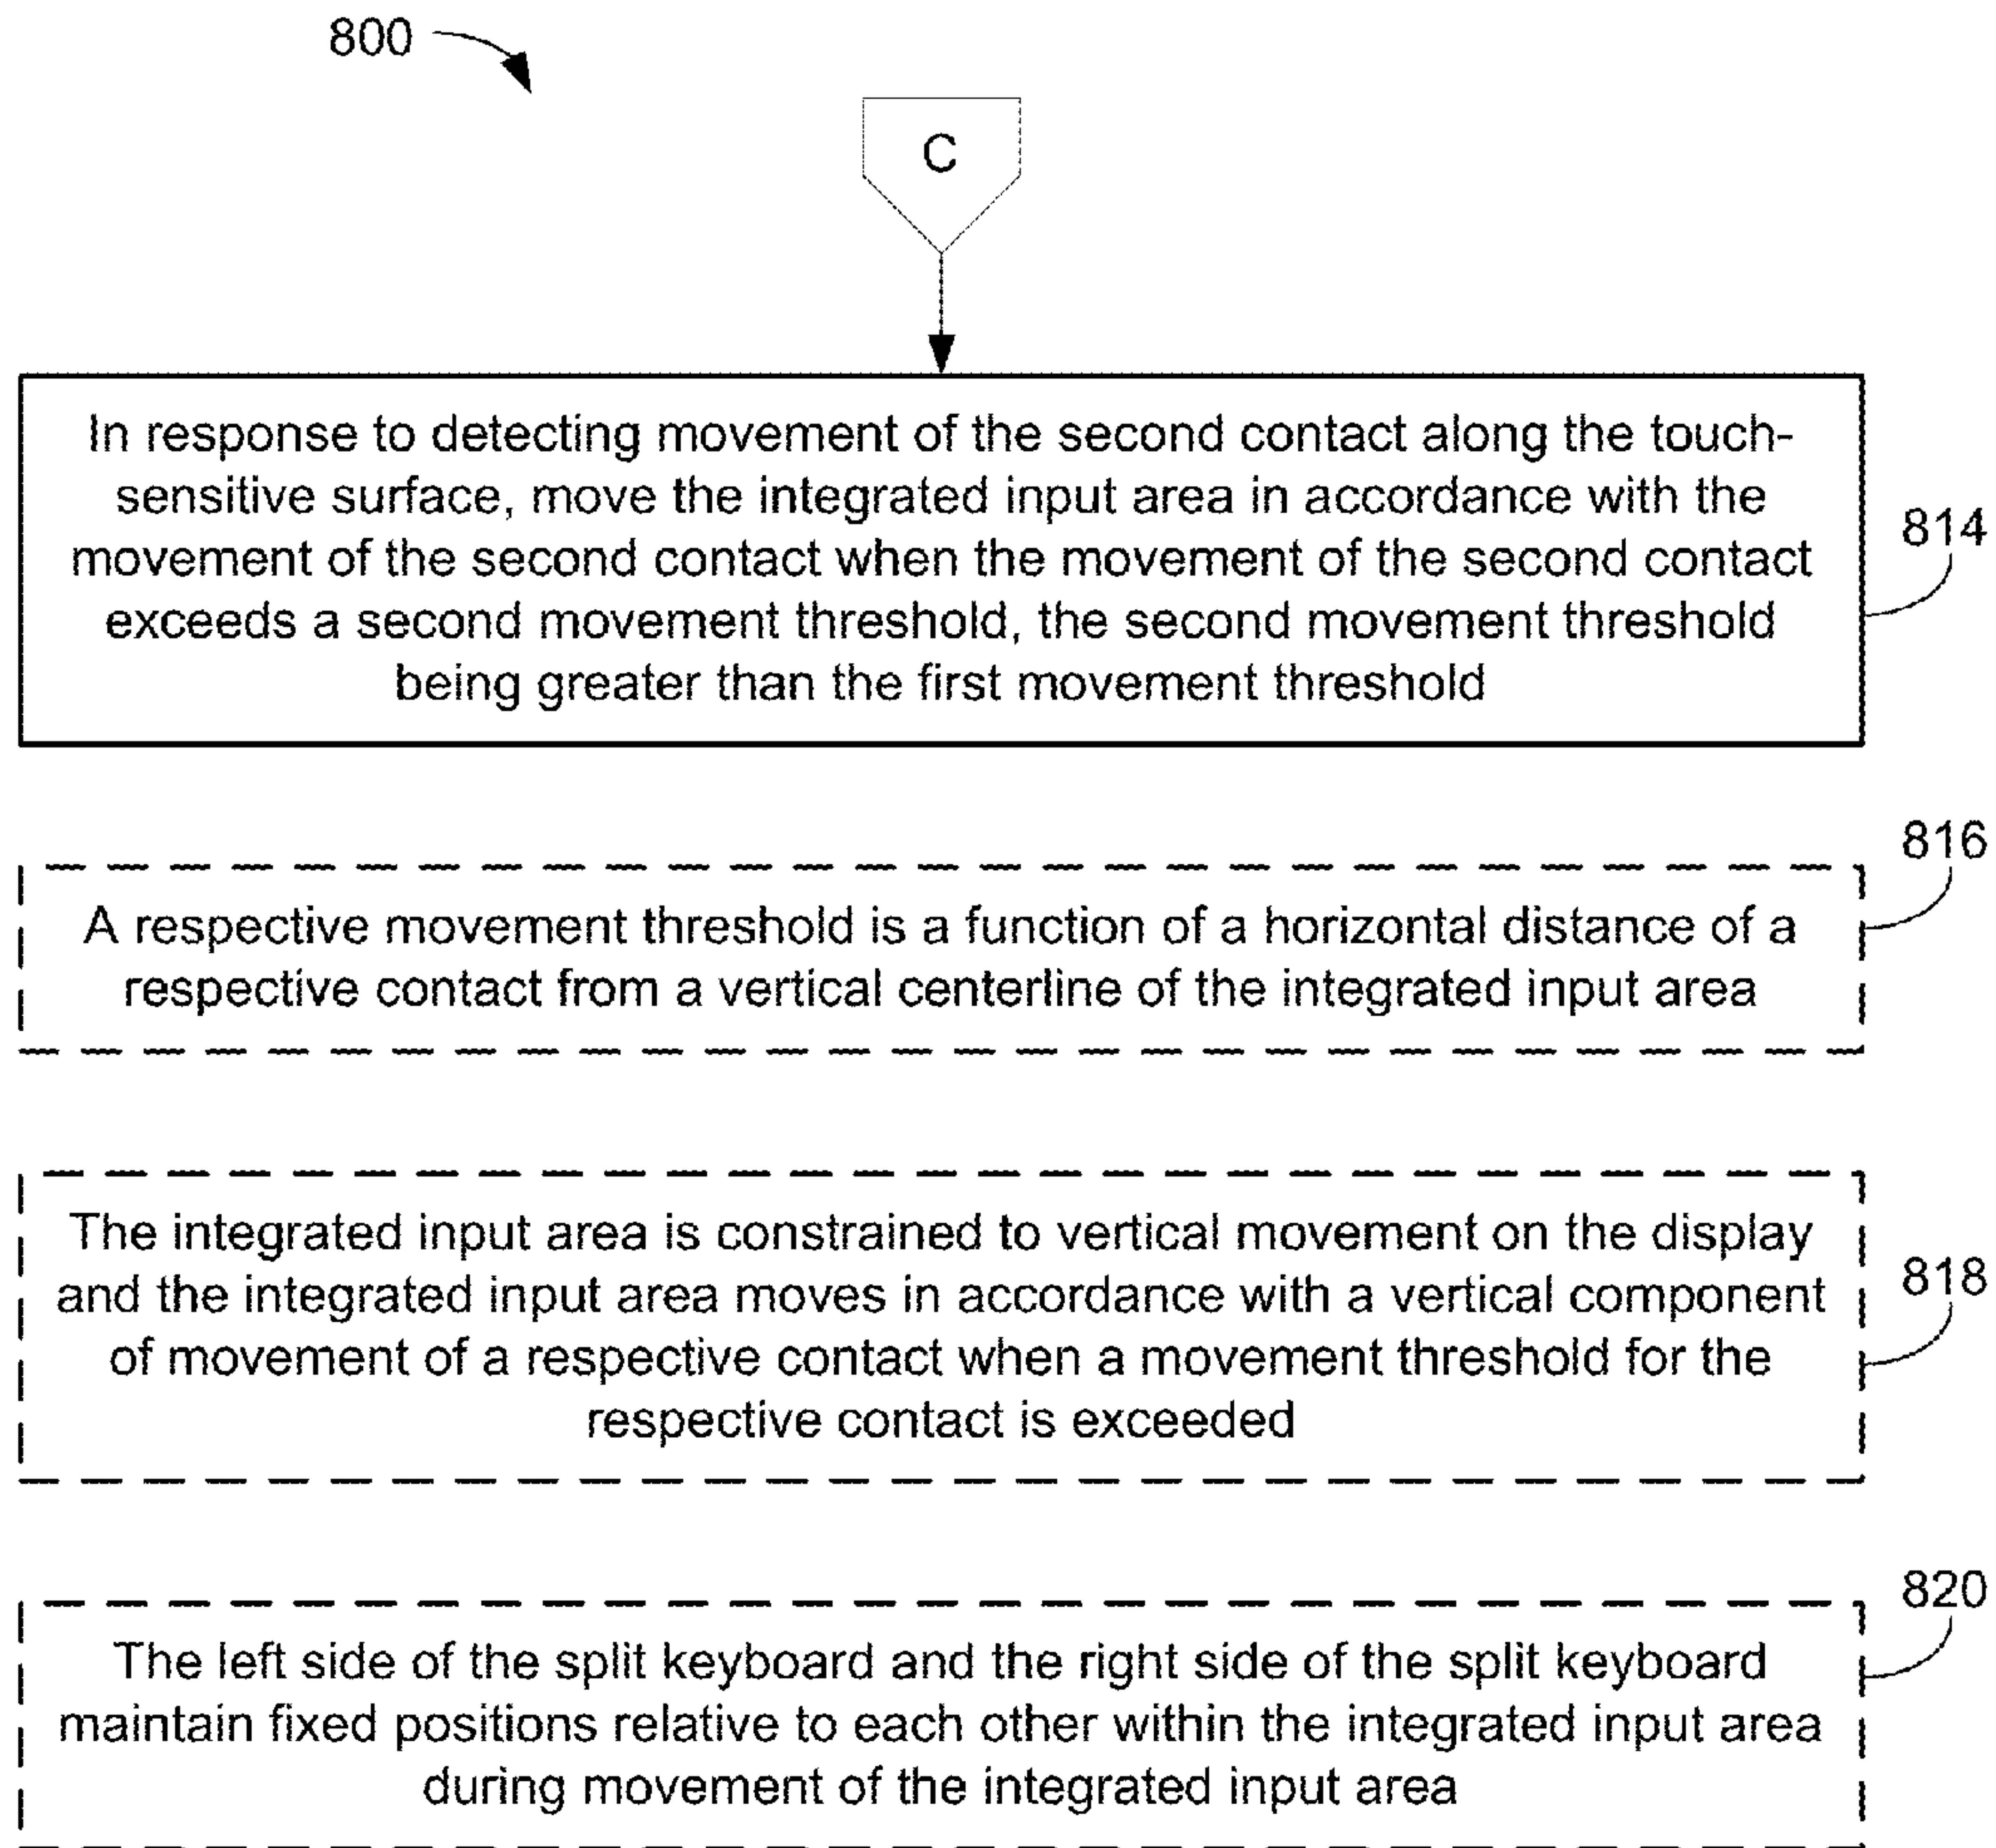 800
C
In response to detecting movement of the second contact along the touch-
sensitive surface, move the integrated input area in accordance with the
movement of the second contact when the movement of the second contact
exceeds a second movement threshold, the second movement threshold
being greater than the first movement threshold
814
816
A respective movement threshold is a function of a horizontal distance of a
respective contact from a vertical centerline of the integrated input area
The integrated input area is constrained to vertical movement on the display
and the integrated input area moves in accordance with a vertical component
of movement of a respective contact when a movement threshold for the
respective contact is exceeded
818
820
The left side of the split keyboard and the right side of the split keyboard
maintain fixed positions relative to each other within the integrated input area
during movement of the integrated input area